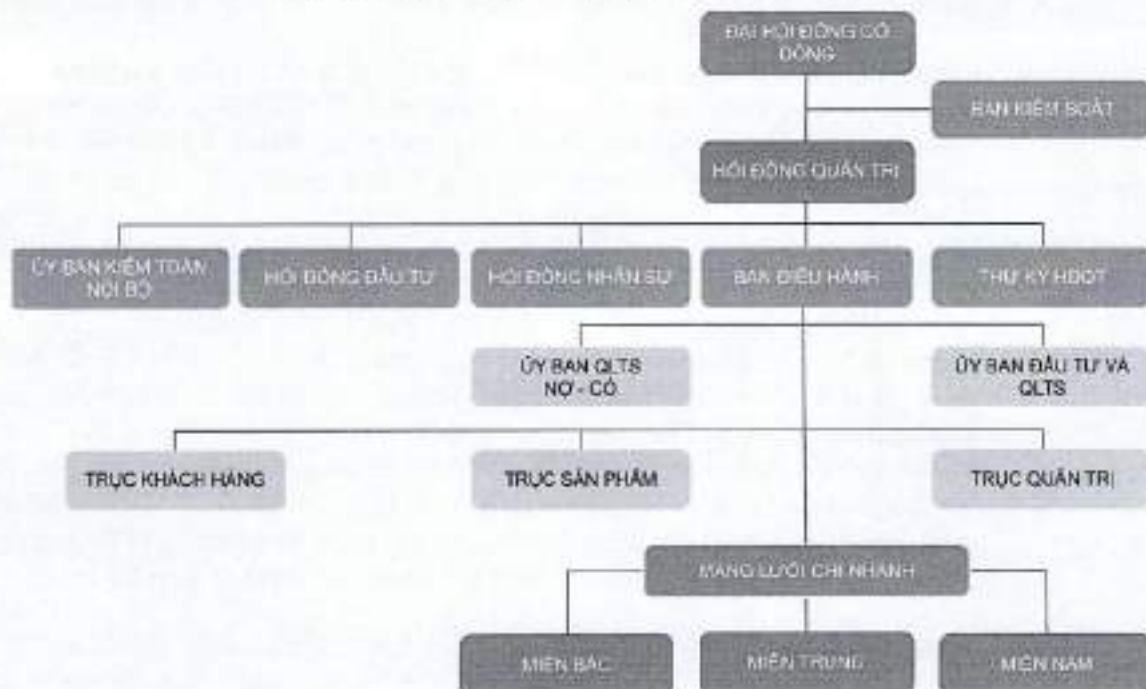 ĐẠI HỘI ĐỒNG CỔ
ĐÔNG
BAN KIỂM SOÁT
HỘI ĐỒNG QUẢN TRỊ
ỦY BAN KIỂM TOÁN
NỘI BỘ
HỘI ĐỒNG ĐẦU TƯ
HỘI ĐỒNG NHÂN SỰ
BAN ĐIỀU HÀNH
THƯ KÝ HĐQT
ỦY BAN QLTS
NỢ - CÓ
ỦY BAN ĐẦU TƯ VÀ
QLTS
TRỤC KHÁCH HÀNG
TRỤC SẢN PHẨM
TRỤC QUẢN TRỊ
MẠNG LƯỚI CHI NHÁNH
MIỀN BẮC
MIỀN TRUNG
MIỀN NAM